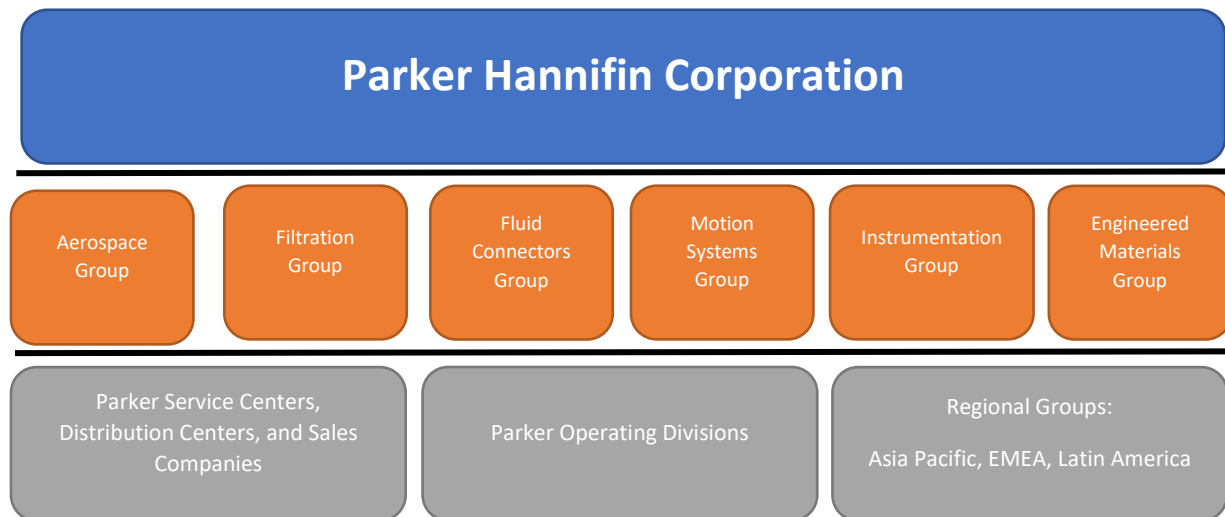 Parker Hannifin Corporation
Aerospace
Group
Filtration
Group
Fluid
Connectors
Group
Motion
Systems
Group
Instrumentation
Group
Engineered
Materials
Group
Parker Service Centers,
Distribution Centers, and Sales
Companies
Parker Operating Divisions
Regional Groups:
Asia Pacific, EMEA, Latin America